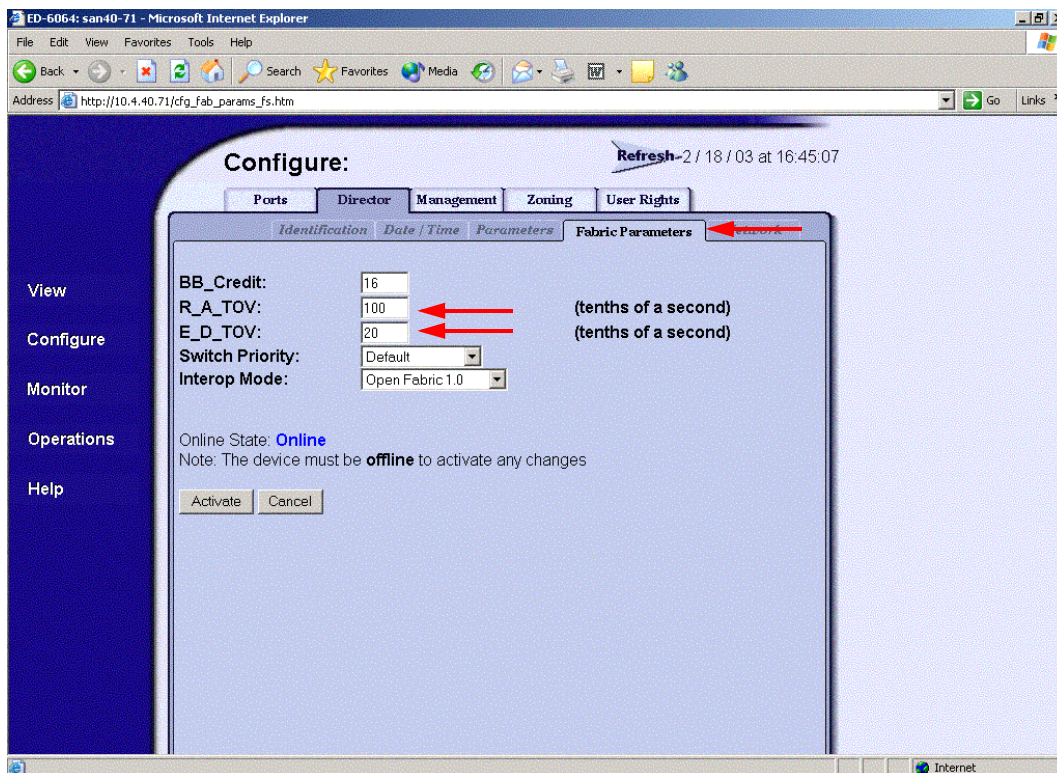 ED-6064: san40-71 - Microsoft Internet Explorer
File Edit View Favorites Tools Help
Back Search Favorites Media
Address http://10.4.40.71/cfg_fab_params_fs.htm Go Links
Configure: Refresh-2 / 18 / 03 at 16:45:07
Ports Director Management Zoning User Rights
Identification Date / Time Parameters Fabric Parameters
BB_Credit: 16
R_A_TOV: 100 (tenths of a second)
E_D_TOV: 20 (tenths of a second)
Switch Priority: Default
Interop Mode: Open Fabric 1.0
View
Configure
Monitor
Operations
Help
Online State: Online
Note: The device must be offline to activate any changes
Activate Cancel
Internet